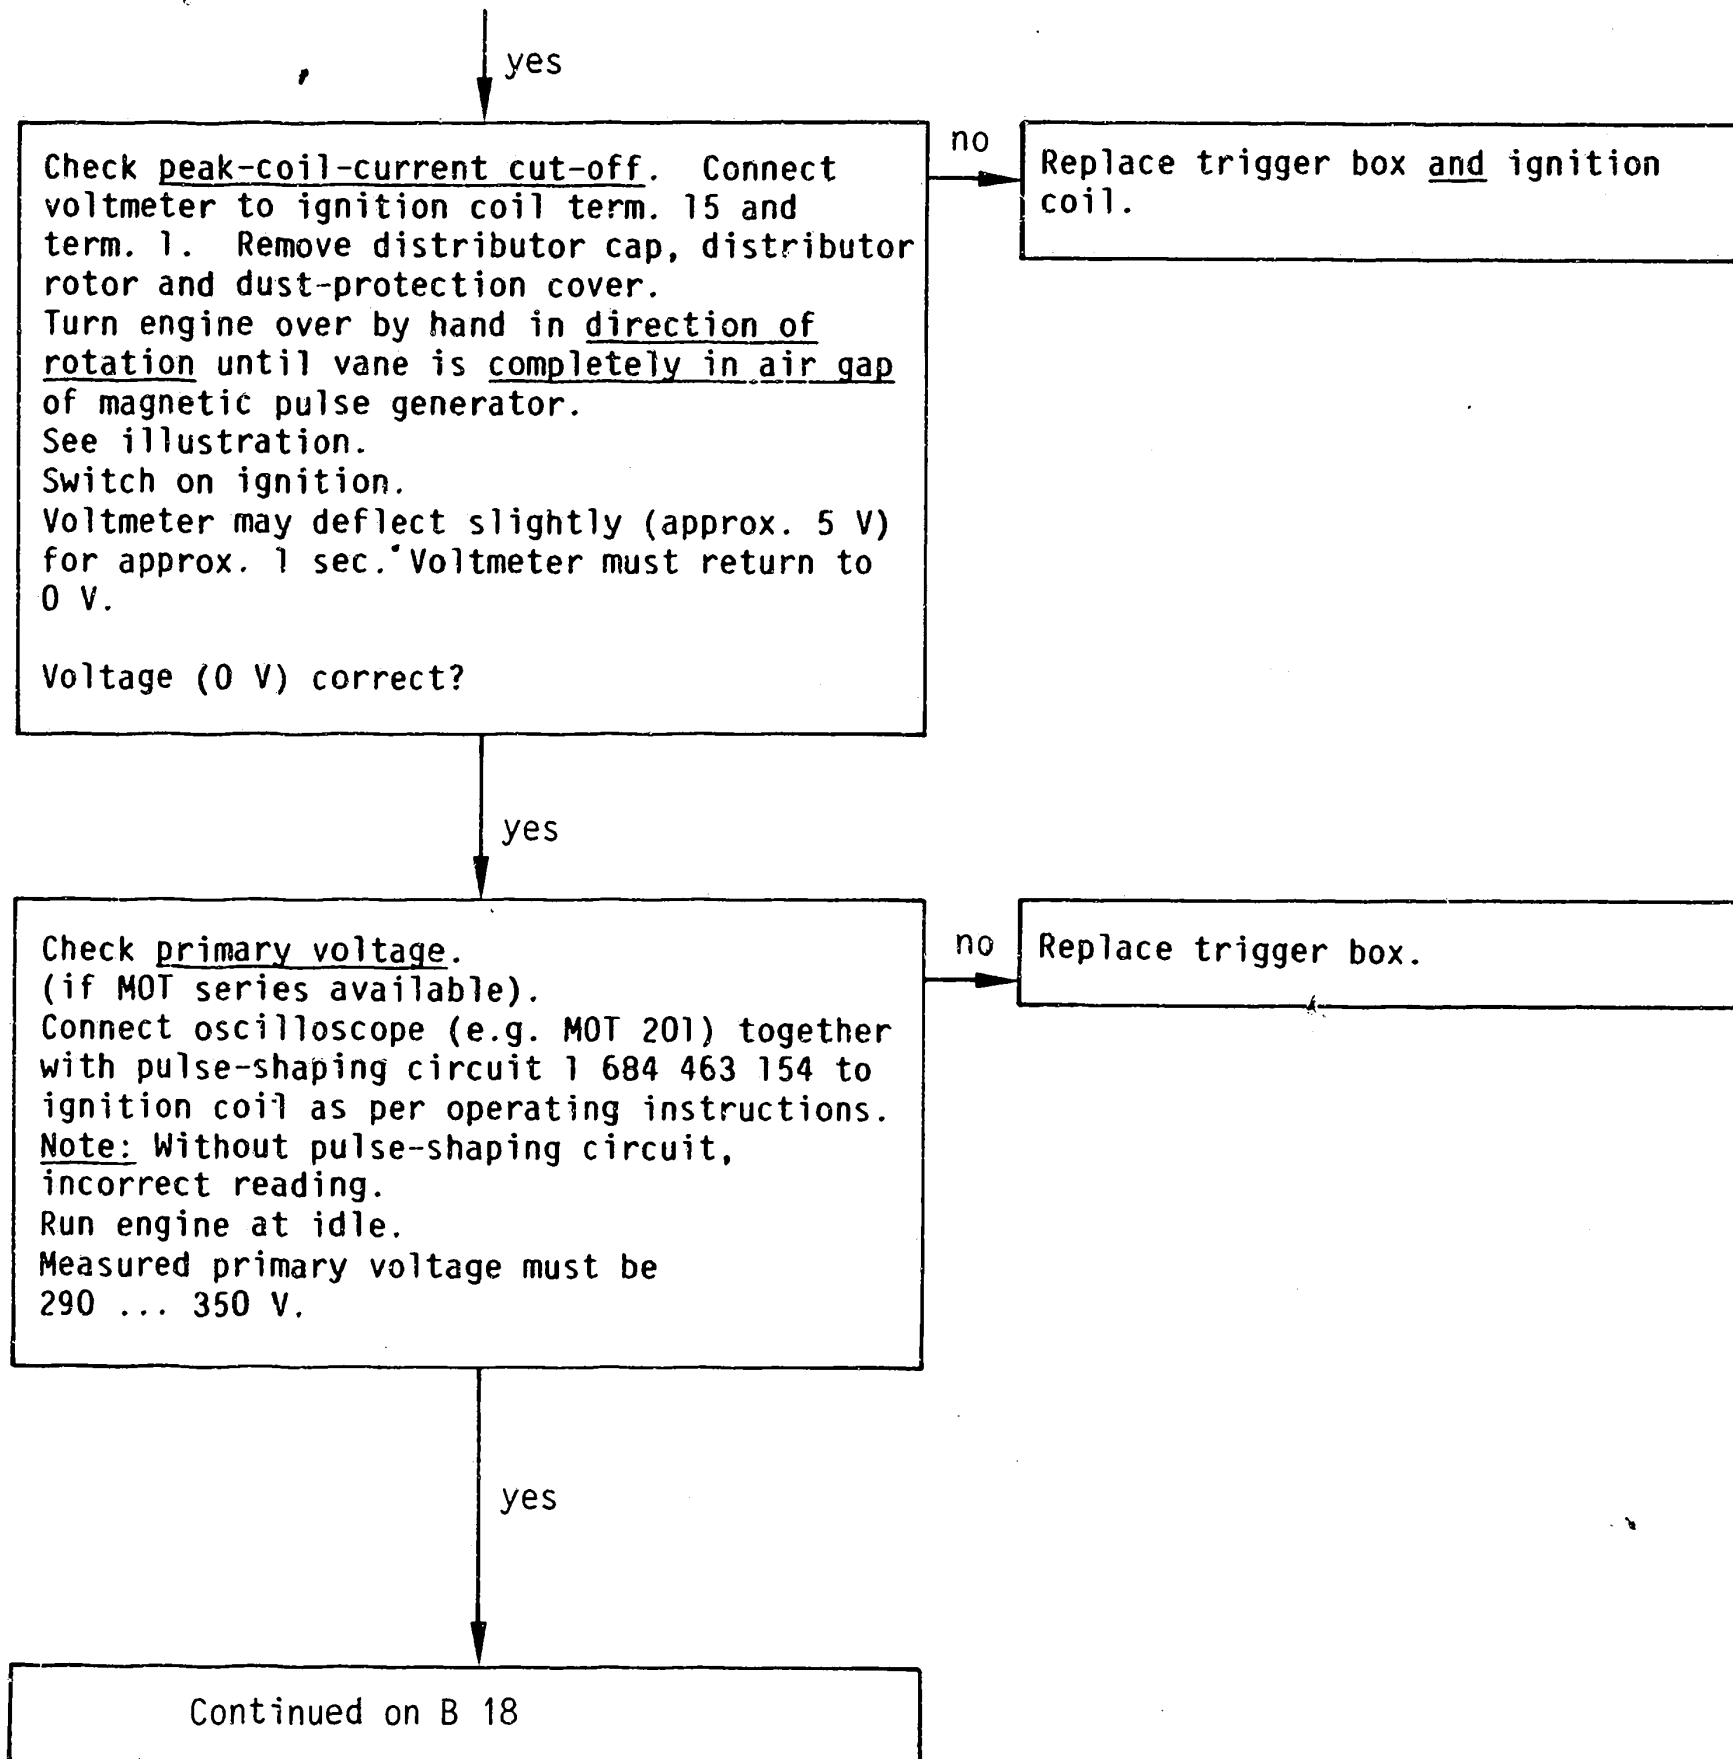 yes
Check peak-coil-current cut-off. Connect
voltmeter to ignition coil term. 15 and
term. 1. Remove distributor cap, distributor
rotor and dust-protection cover.
Turn engine over by hand in direction of
rotation until vane is completely in air gap
of magnetic pulse generator.
See illustration.
Switch on ignition.
Voltmeter may deflect slightly (approx. 5 V)
for approx. 1 sec. Voltmeter must return to
0 V.
Voltage (0 V) correct?
no
Replace trigger box and ignition
coil.
yes
Check primary voltage.
(if MOT series available).
Connect oscilloscope (e.g. MOT 201) together
with pulse-shaping circuit 1 684 463 154 to
ignition coil as per operating instructions.
Note: Without pulse-shaping circuit,
incorrect reading.
Run engine at idle.
Measured primary voltage must be
290 ... 350 V.
no
Replace trigger box.
yes
Continued on B 18